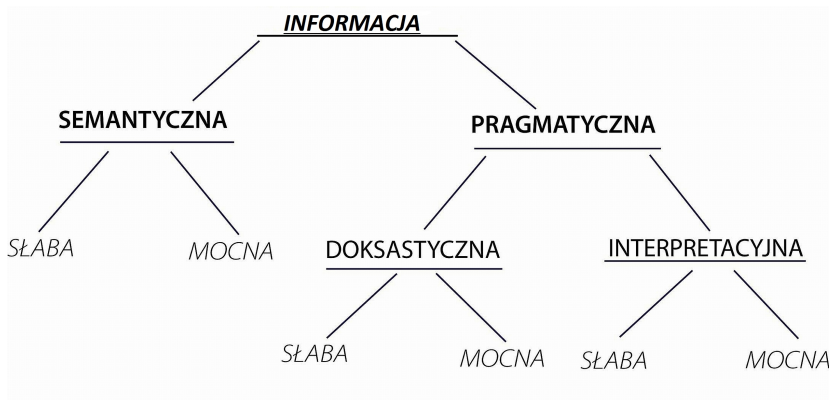 INFORMACJA
SEMANTYCZNA
PRAGMATYCZNA
SŁABA
MOCNA
DOKSASTYCZNA
INTERPRETACYJNA
SŁABA
MOCNA
SŁABA
MOCNA